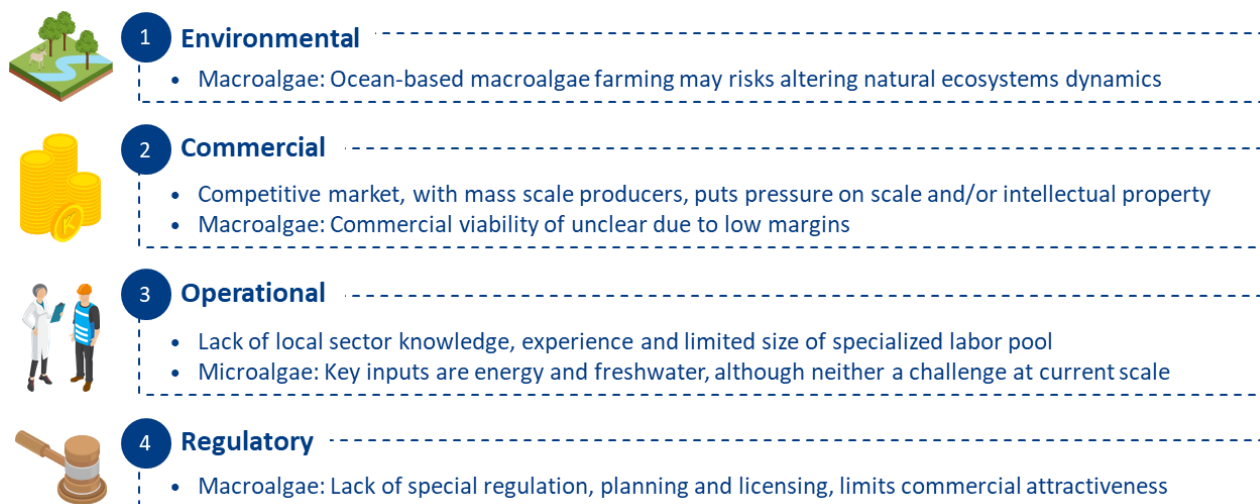 1 Environmental
• Macroalgae: Ocean-based macroalgae farming may risks altering natural ecosystems dynamics
2 Commercial
• Competitive market, with mass scale producers, puts pressure on scale and/or intellectual property
• Macroalgae: Commercial viability of unclear due to low margins
K
3 Operational
• Lack of local sector knowledge, experience and limited size of specialized labor pool
• Microalgae: Key inputs are energy and freshwater, although neither a challenge at current scale
4 Regulatory
• Macroalgae: Lack of special regulation, planning and licensing, limits commercial attractiveness